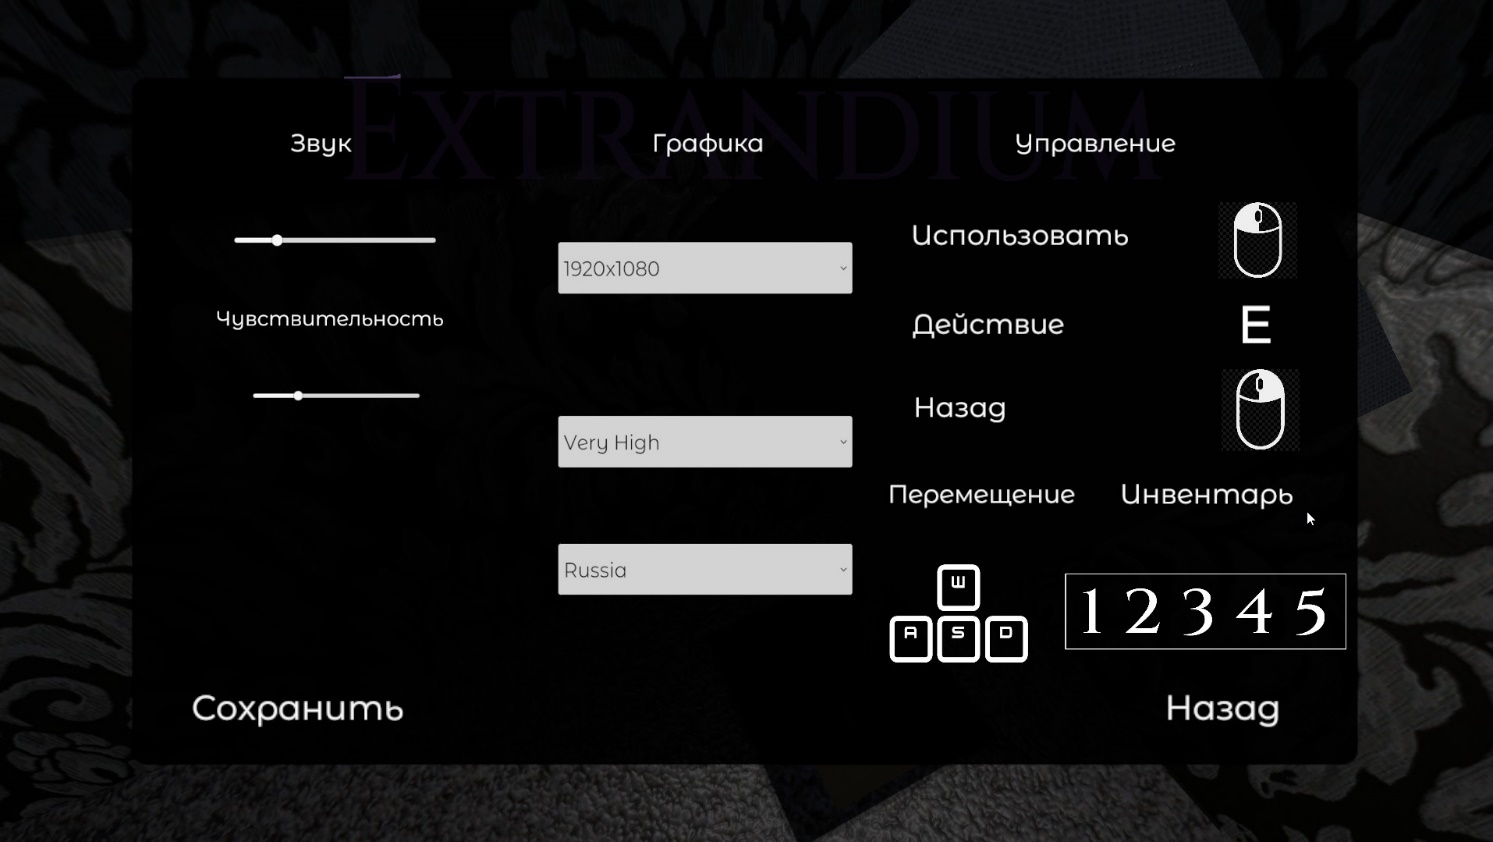 EXTRANDIUM
Звук
Графика
Управление
Использовать
1920x1080
Чувствительность
Действие
E
Назад
Very High
Перемещение
Инвентарь
Russia
W
A S D
1 2 3 4 5
Сохранить
Назад